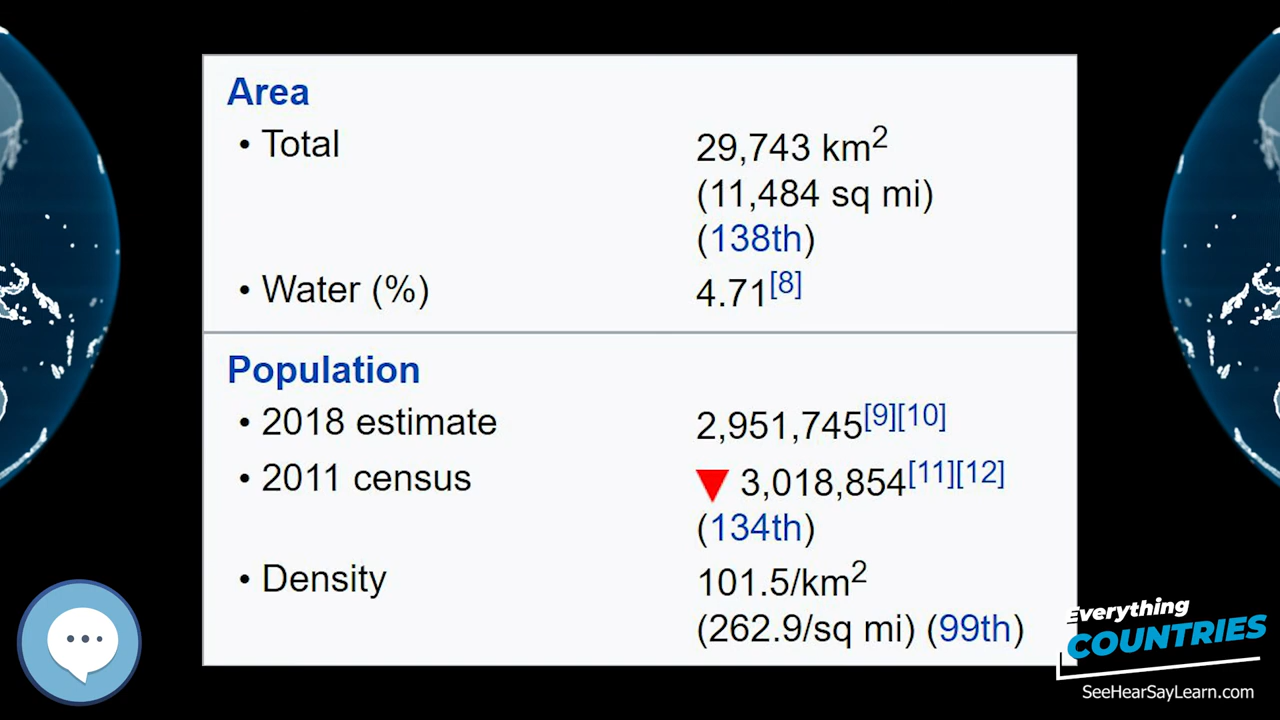 Area
• Total 29,743 km²
(11,484 sq mi)
(138th)
• Water (%) 4.71[8]
Population
• 2018 estimate 2,951,745[9][10]
• 2011 census ▼ 3,018,854[11][12]
(134th)
• Density 101.5/km²
(262.9/sq mi) (99th)
Everything
COUNTRIES
SeeHearSayLearn.com